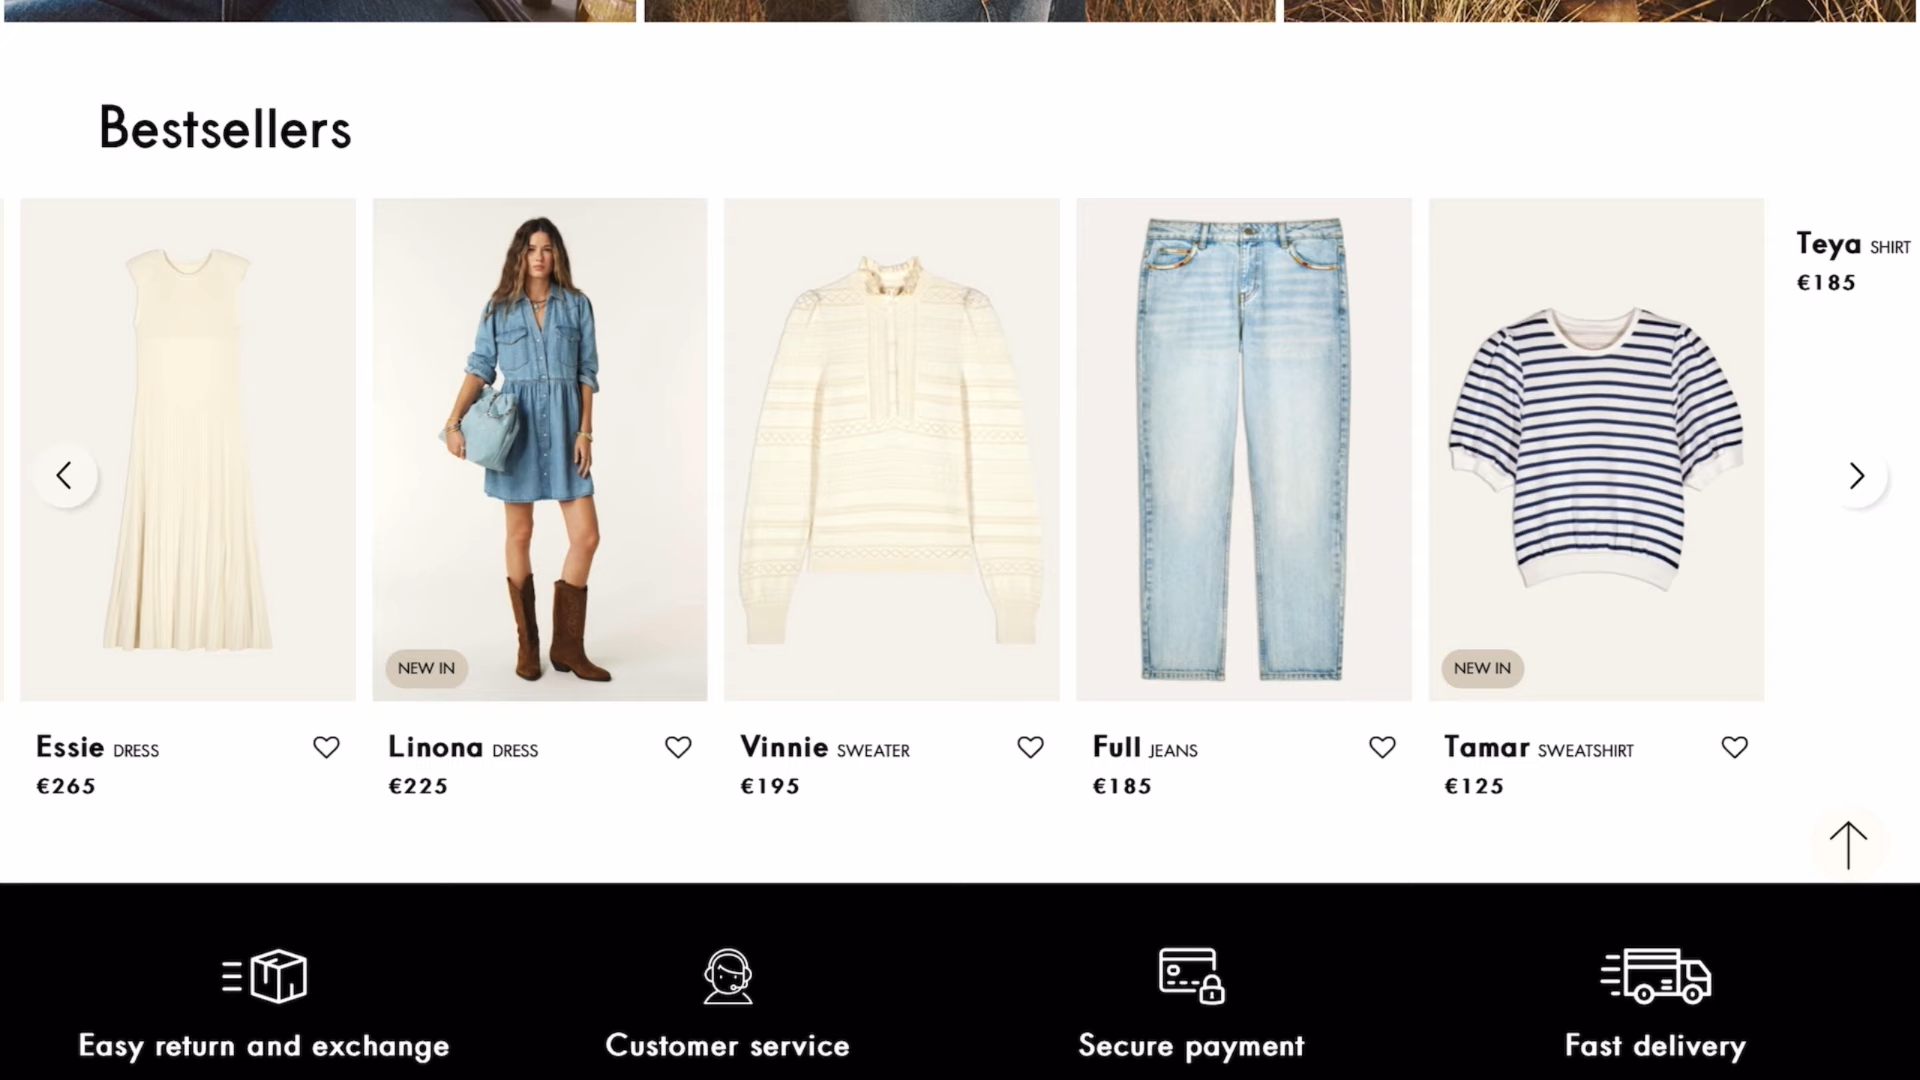 Bestsellers
Teya SHIRT
€185
NEW IN
NEW IN
Essie DRESS
€265
Linona DRESS
€225
Vinnie SWEATER
€195
Full JEANS
€185
Tamar SWEATSHIRT
€125
Easy return and exchange
Customer service
Secure payment
Fast delivery